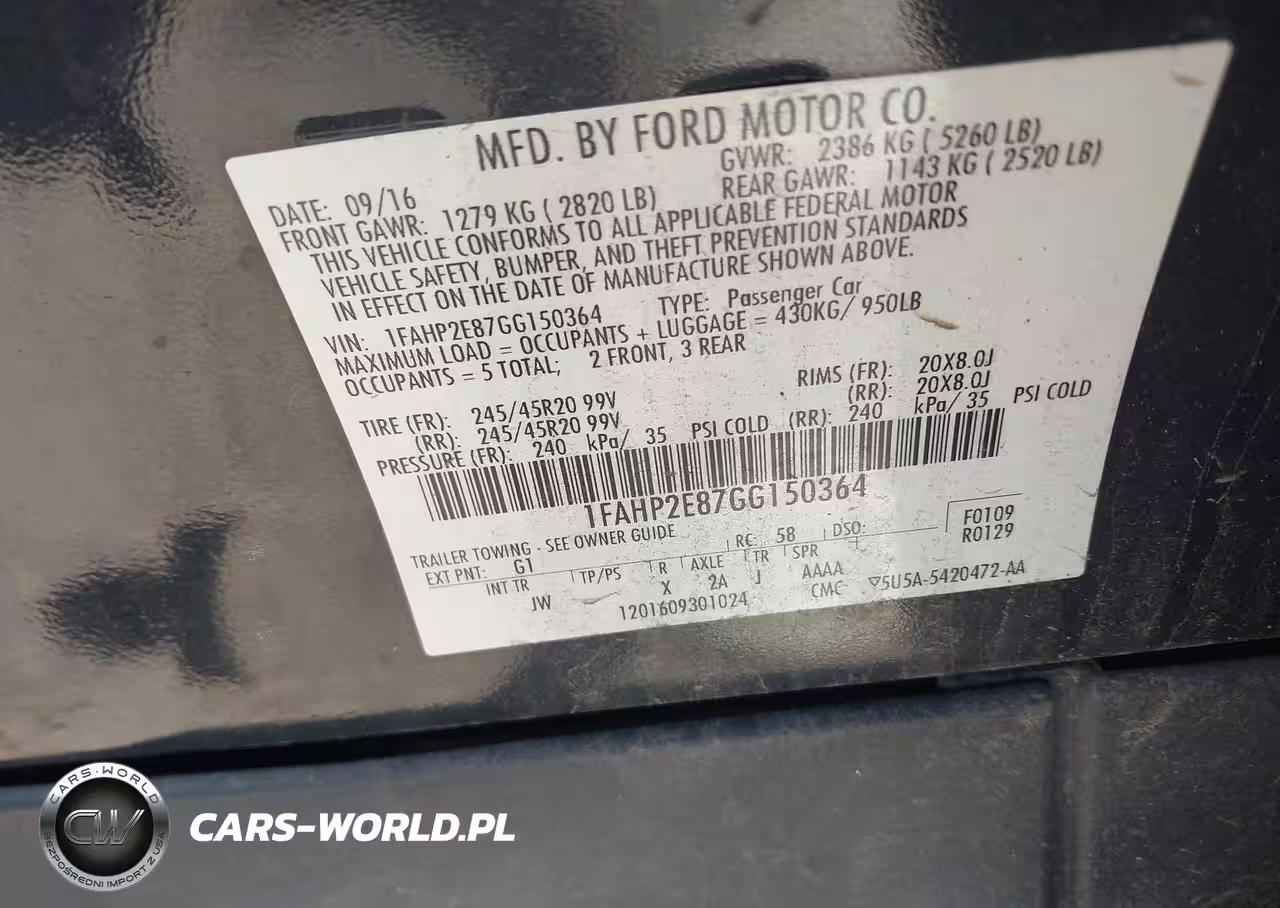 MFD. BY FORD MOTOR CO.
DATE: 09/16 GVWR: 2386 KG ( 5260 LB)
FRONT GAWR: 1279 KG ( 2820 LB) REAR GAWR: 1143 KG ( 2520 LB)
THIS VEHICLE CONFORMS TO ALL APPLICABLE FEDERAL MOTOR
VEHICLE SAFETY, BUMPER, AND THEFT PREVENTION STANDARDS
IN EFFECT ON THE DATE OF MANUFACTURE SHOWN ABOVE.
VIN: 1FAHP2E87GG150364 TYPE: Passenger Car
MAXIMUM LOAD = OCCUPANTS + LUGGAGE = 430KG/ 950LB
OCCUPANTS = 5 TOTAL; 2 FRONT, 3 REAR
TIRE (FR): 245/45R20 99V RIMS (FR): 20X8.0J
(RR): 245/45R20 99V (RR): 20X8.0J
PRESSURE (FR): 240 kPa/ 35 PSI COLD (RR): 240 kPa/ 35 PSI COLD
1FAHP2E87GG150364
TRAILER TOWING - SEE OWNER GUIDE
F0109
EXT PNT: G1 RC: 58 DSO: R0129
INT TR TP/PS R AXLE TR SPR
JW X 2A J AAAA
1201609301024 CMC ▽5U5A-5420472-AA
CARS-WORLD
CW
BEZPOŚREDNI IMPORT Z USA
CARS-WORLD.PL